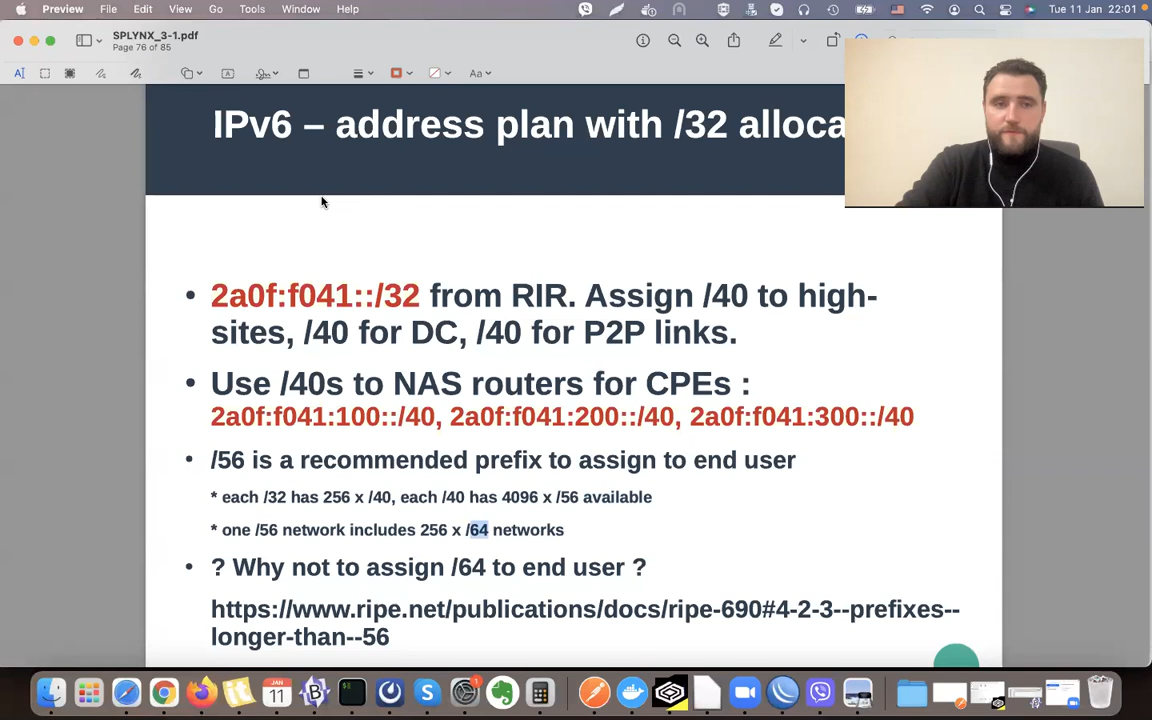 Preview File Edit View Go Tools Window Help Tue 11 Jan 22:01
SPLYNX_3-1.pdf
Page 76 of 85
IPv6 – address plan with /32 alloca
• 2a0f:f041::/32 from RIR. Assign /40 to high-
sites, /40 for DC, /40 for P2P links.
• Use /40s to NAS routers for CPEs :
2a0f:f041:100::/40, 2a0f:f041:200::/40, 2a0f:f041:300::/40
• /56 is a recommended prefix to assign to end user
* each /32 has 256 x /40, each /40 has 4096 x /56 available
* one /56 network includes 256 x /64 networks
• ? Why not to assign /64 to end user ?
https://www.ripe.net/publications/docs/ripe-690#4-2-3--prefixes--
longer-than--56